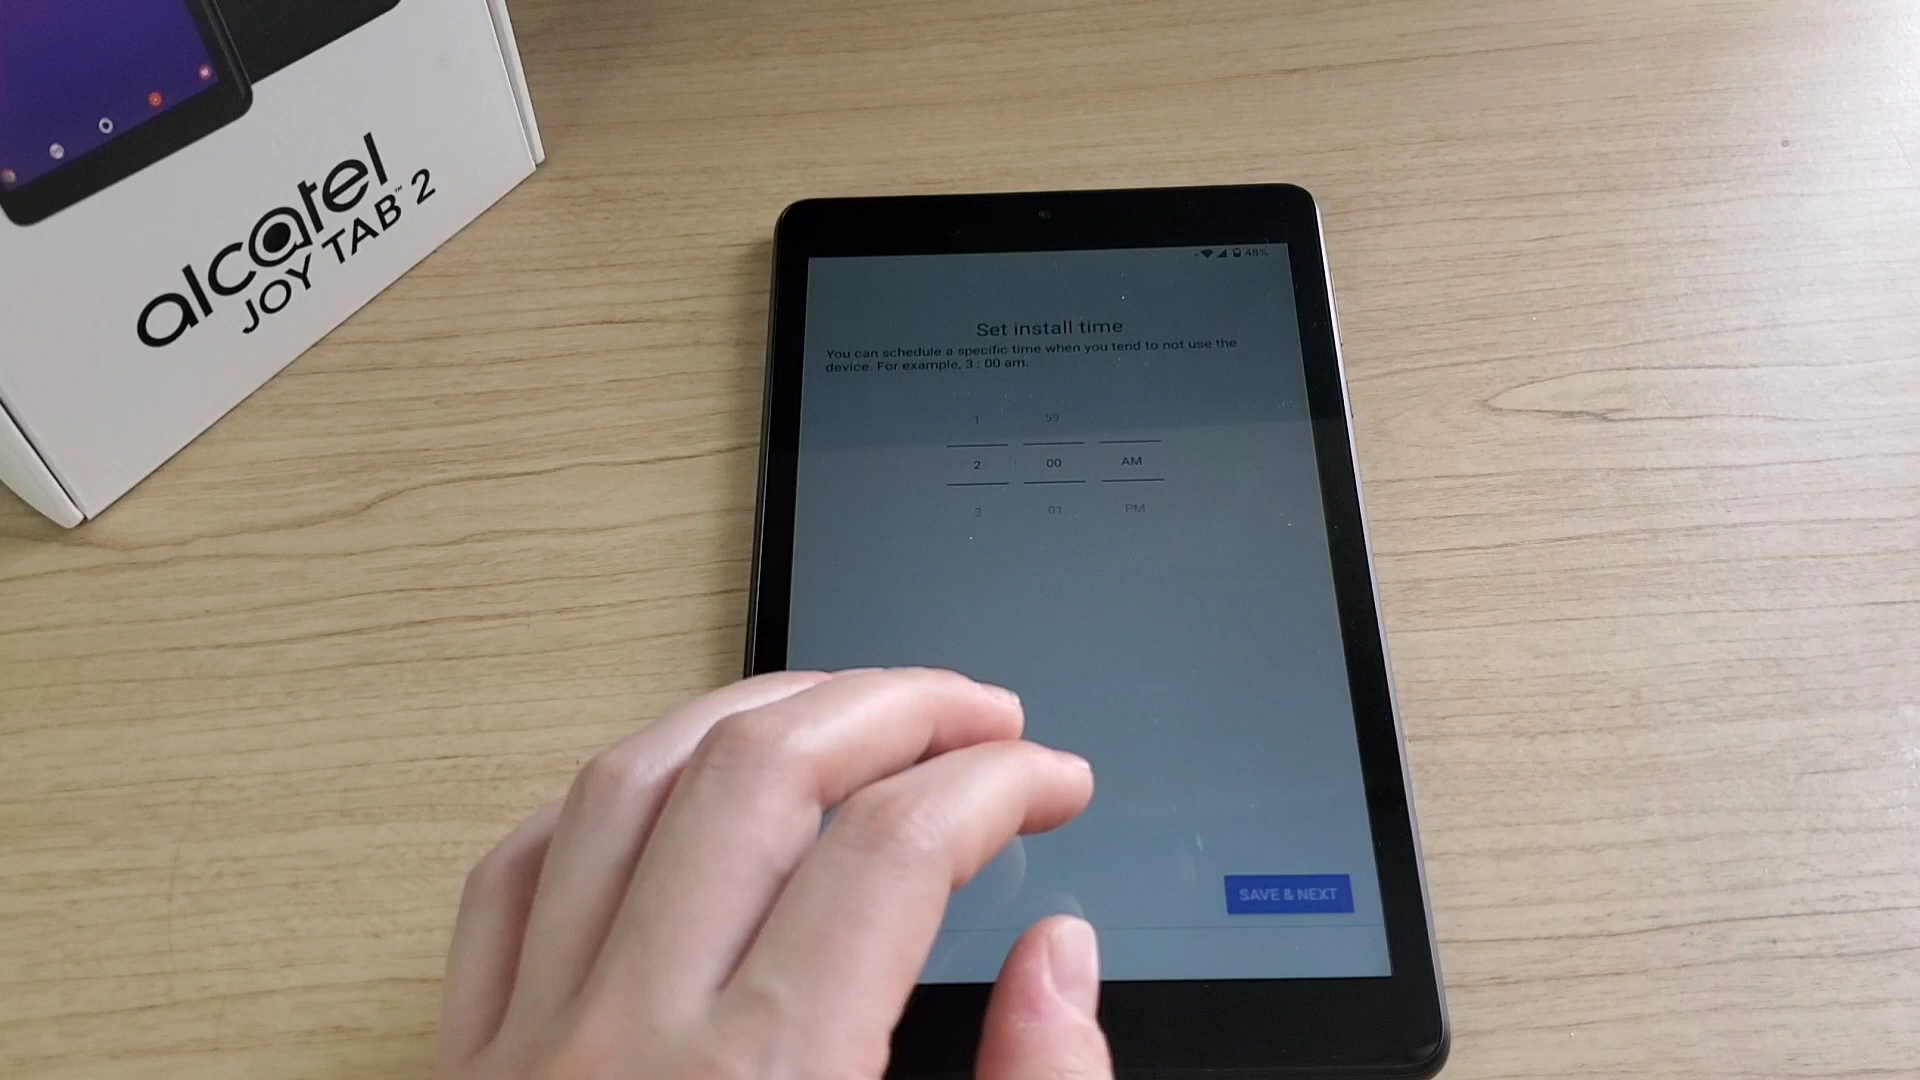 alcatel
JOY TAB™ 2
48%
Set install time
You can schedule a specific time when you tend to not use the
device. For example, 3 : 00 am.
1 59
2 : 00 AM
3 01 PM
SAVE & NEXT